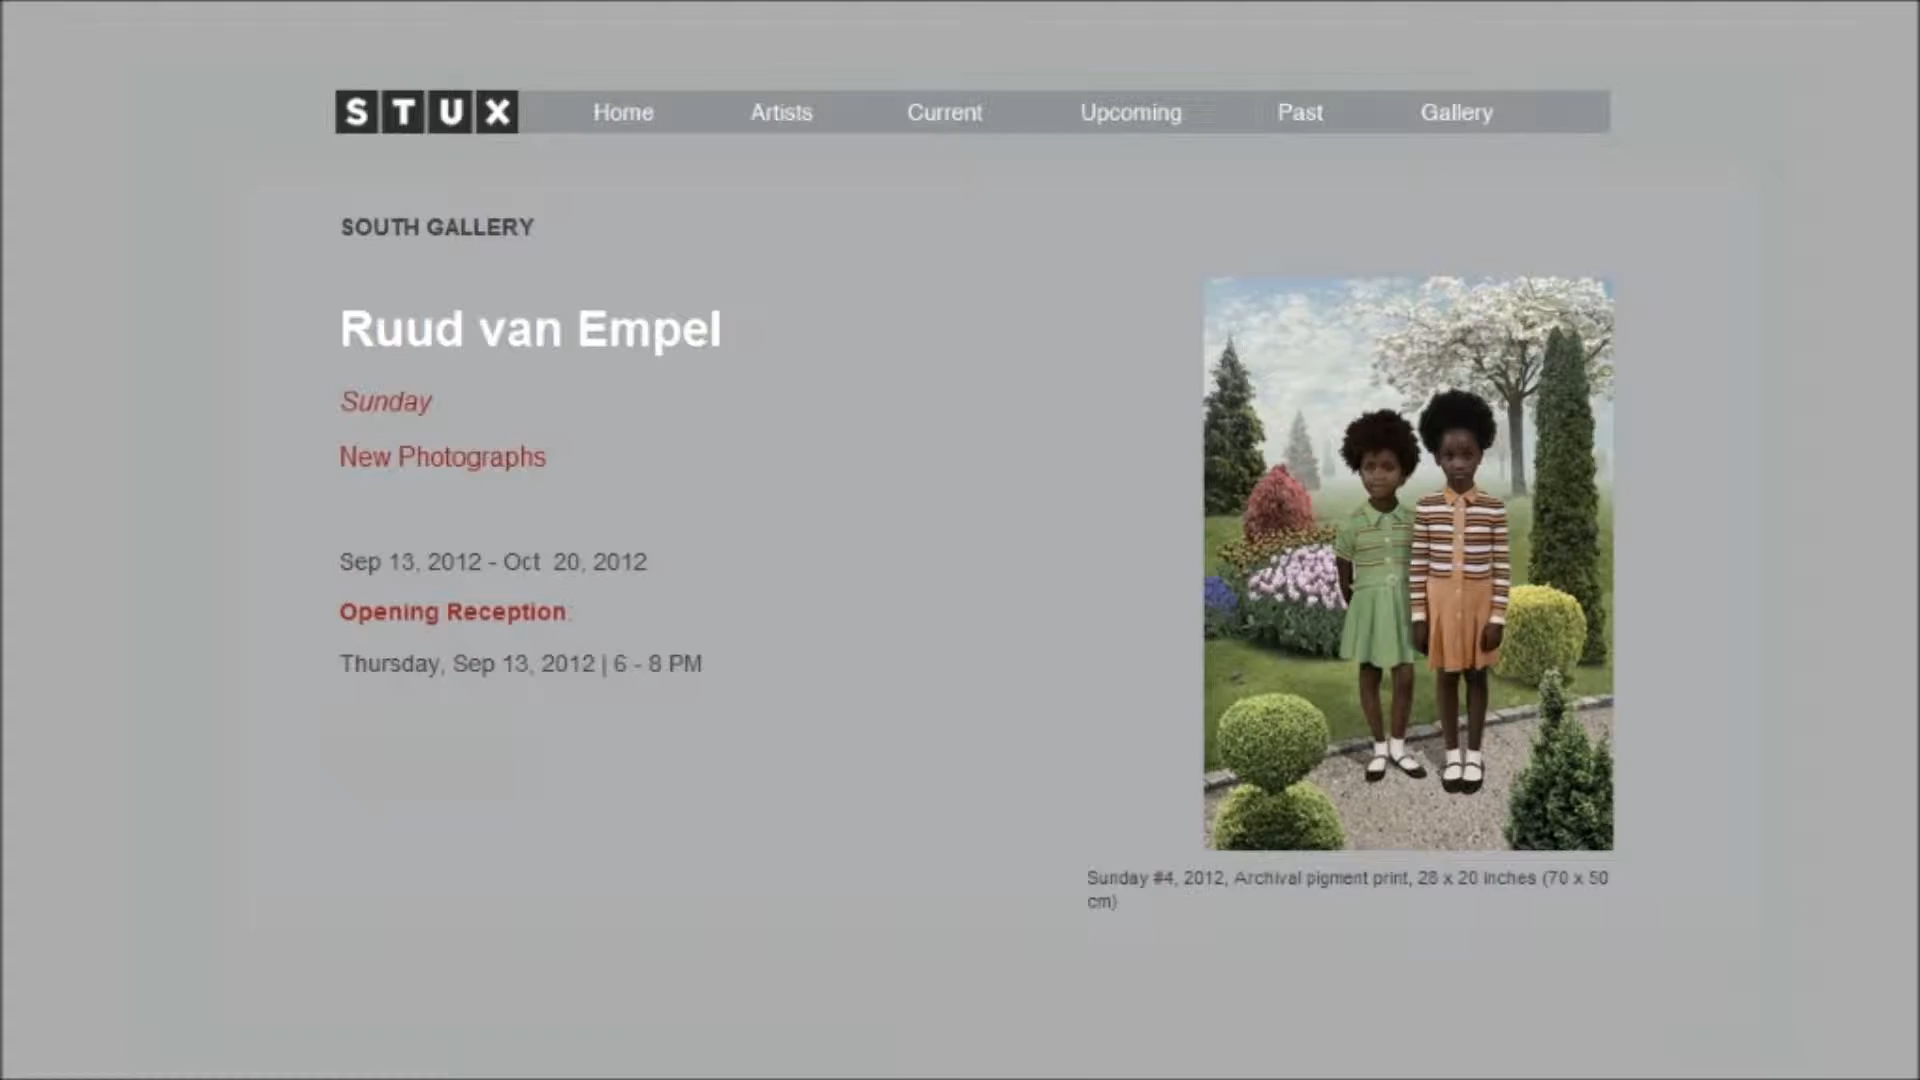 STUX Home Artists Current Upcoming Past Gallery
SOUTH GALLERY
Ruud van Empel
Sunday
New Photographs
Sep 13, 2012 - Oct 20, 2012
Opening Reception:
Thursday, Sep 13, 2012 | 6 - 8 PM
Sunday #4, 2012, Archival pigment print, 28 x 20 inches (70 x 50
cm)